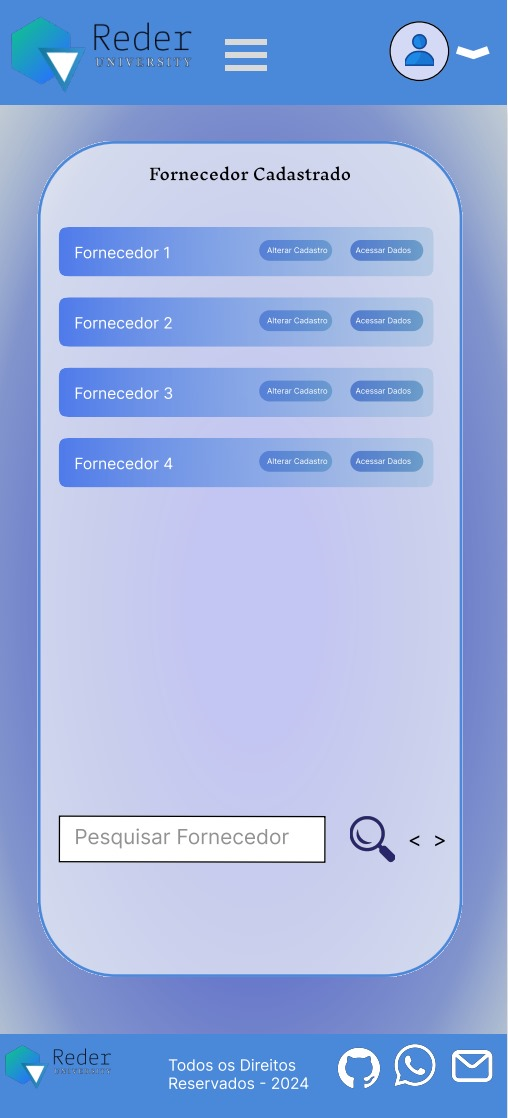 Reder
UNIVERSITY
Fornecedor Cadastrado
Fornecedor 1 Alterar Cadastro Acessar Dados
Fornecedor 2 Alterar Cadastro Acessar Dados
Fornecedor 3 Alterar Cadastro Acessar Dados
Fornecedor 4 Alterar Cadastro Acessar Dados
Pesquisar Fornecedor < >
Reder
UNIVERSITY
Todos os Direitos
Reservados - 2024